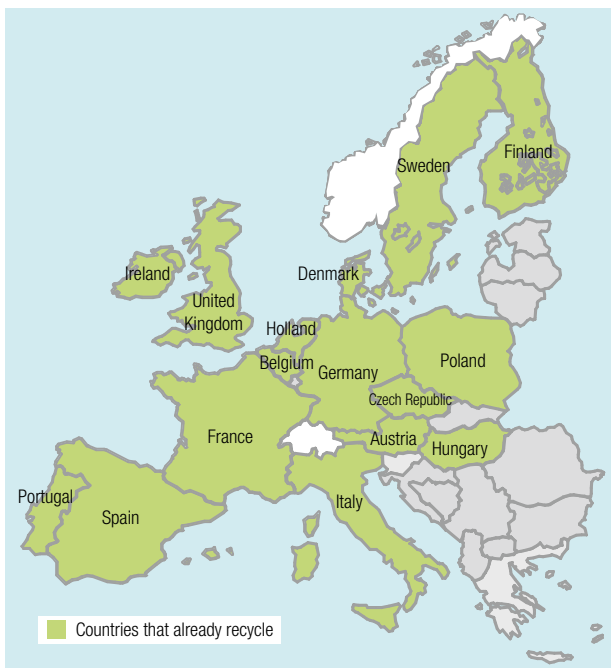 Sweden
Finland
Ireland
Denmark
United
Kingdom
Holland
Belgium
Germany
Poland
Czech Republic
France
Austria
Hungary
Portugal
Spain
Italy
Countries that already recycle